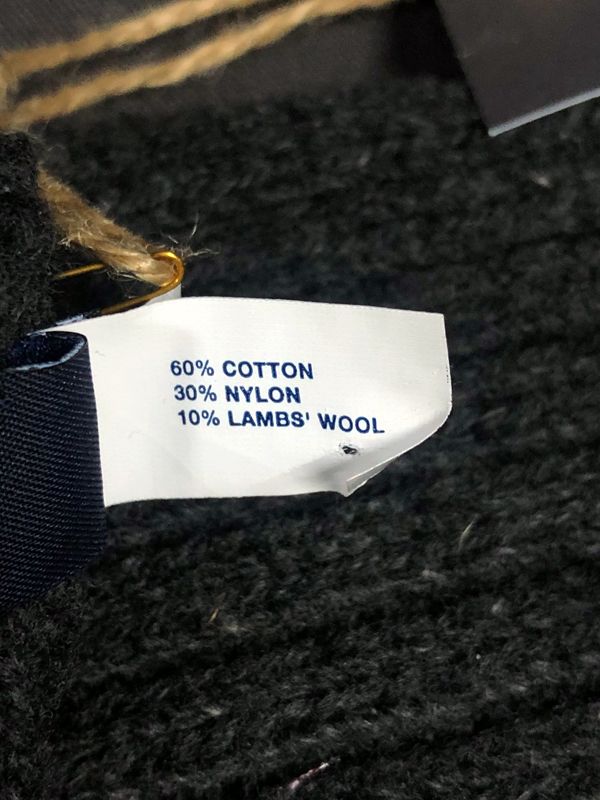 60% COTTON
30% NYLON
10% LAMBS' WOOL